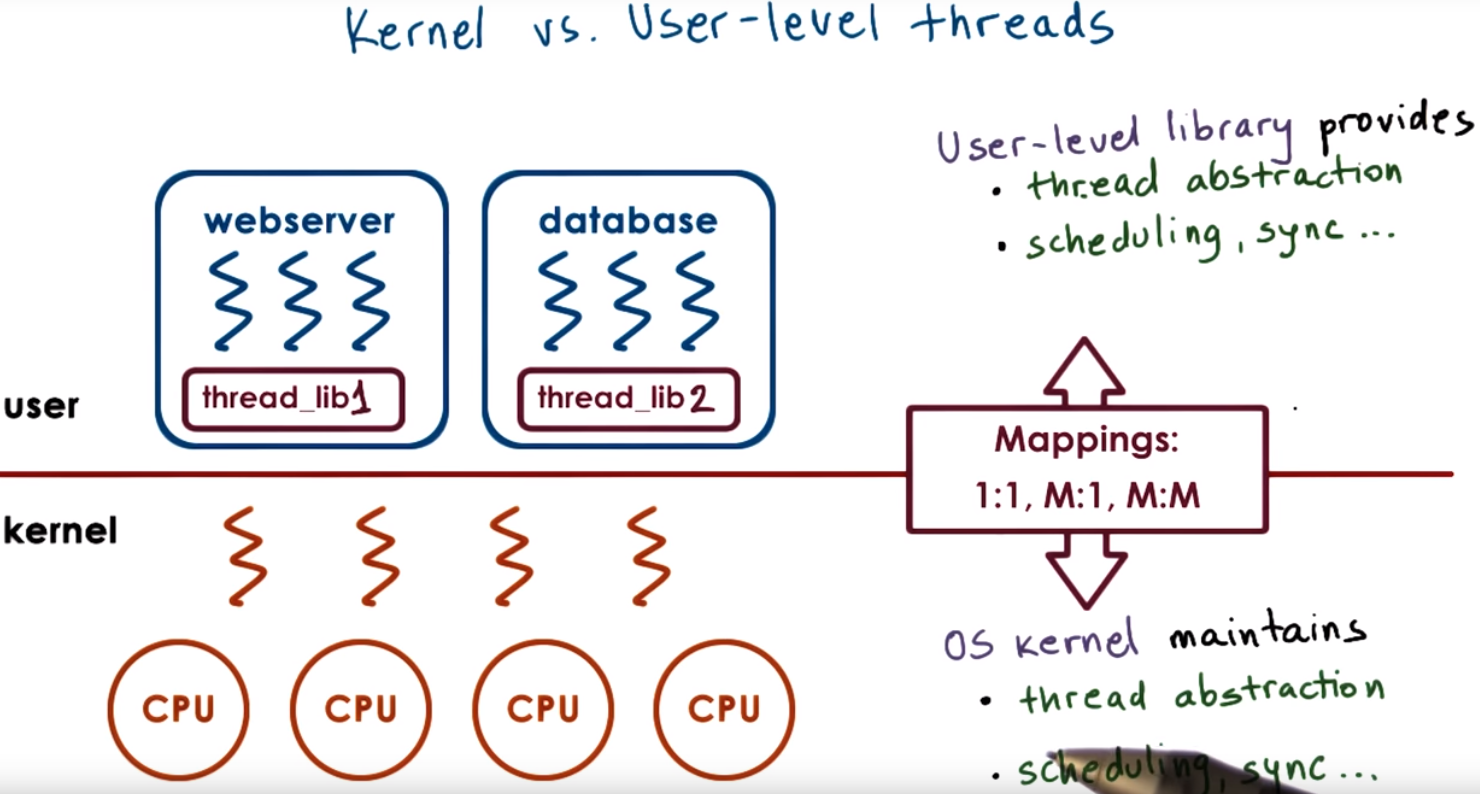 Kernel vs. User-level threads
User-level library provides
• thread abstraction
• scheduling, sync ...
webserver
database
thread_lib1
thread_lib2
user
Mappings:
1:1, M:1, M:M
kernel
OS kernel maintains
• thread abstraction
• scheduling, sync ...
CPU
CPU
CPU
CPU